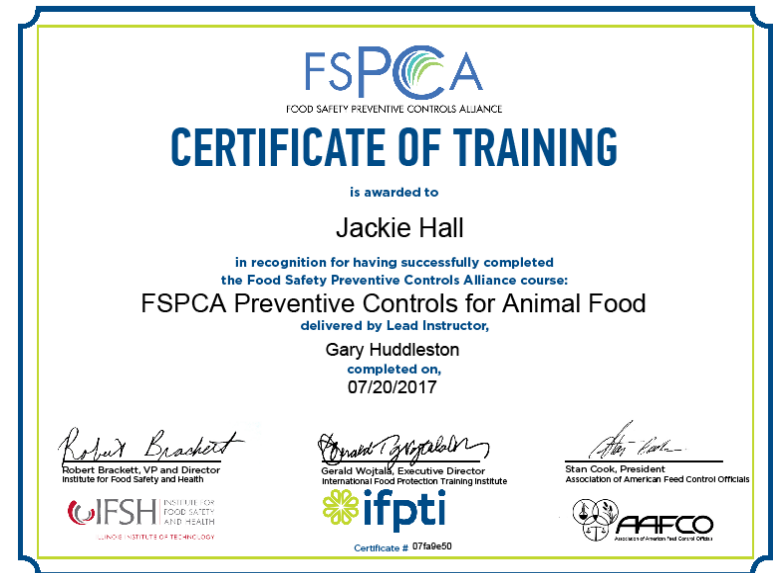 FSPCA
FOOD SAFETY PREVENTIVE CONTROLS ALLIANCE
CERTIFICATE OF TRAINING
is awarded to
Jackie Hall
in recognition for having successfully completed
the Food Safety Preventive Controls Alliance course:
FSPCA Preventive Controls for Animal Food
delivered by Lead Instructor,
Gary Huddleston
completed on,
07/20/2017
Robert Brackett
Robert Brackett, VP and Director
Institute for Food Safety and Health
Gerald Wojtala, Executive Director
International Food Protection Training Institute
Stan Cook, President
Association of American Feed Control Officials
IFSH INSTITUTE FOR
FOOD SAFETY
AND HEALTH
ILLINOIS INSTITUTE OF TECHNOLOGY
ifpti
AAFCO
Association of American Feed Control Officials
Certificate # 07fa9e50